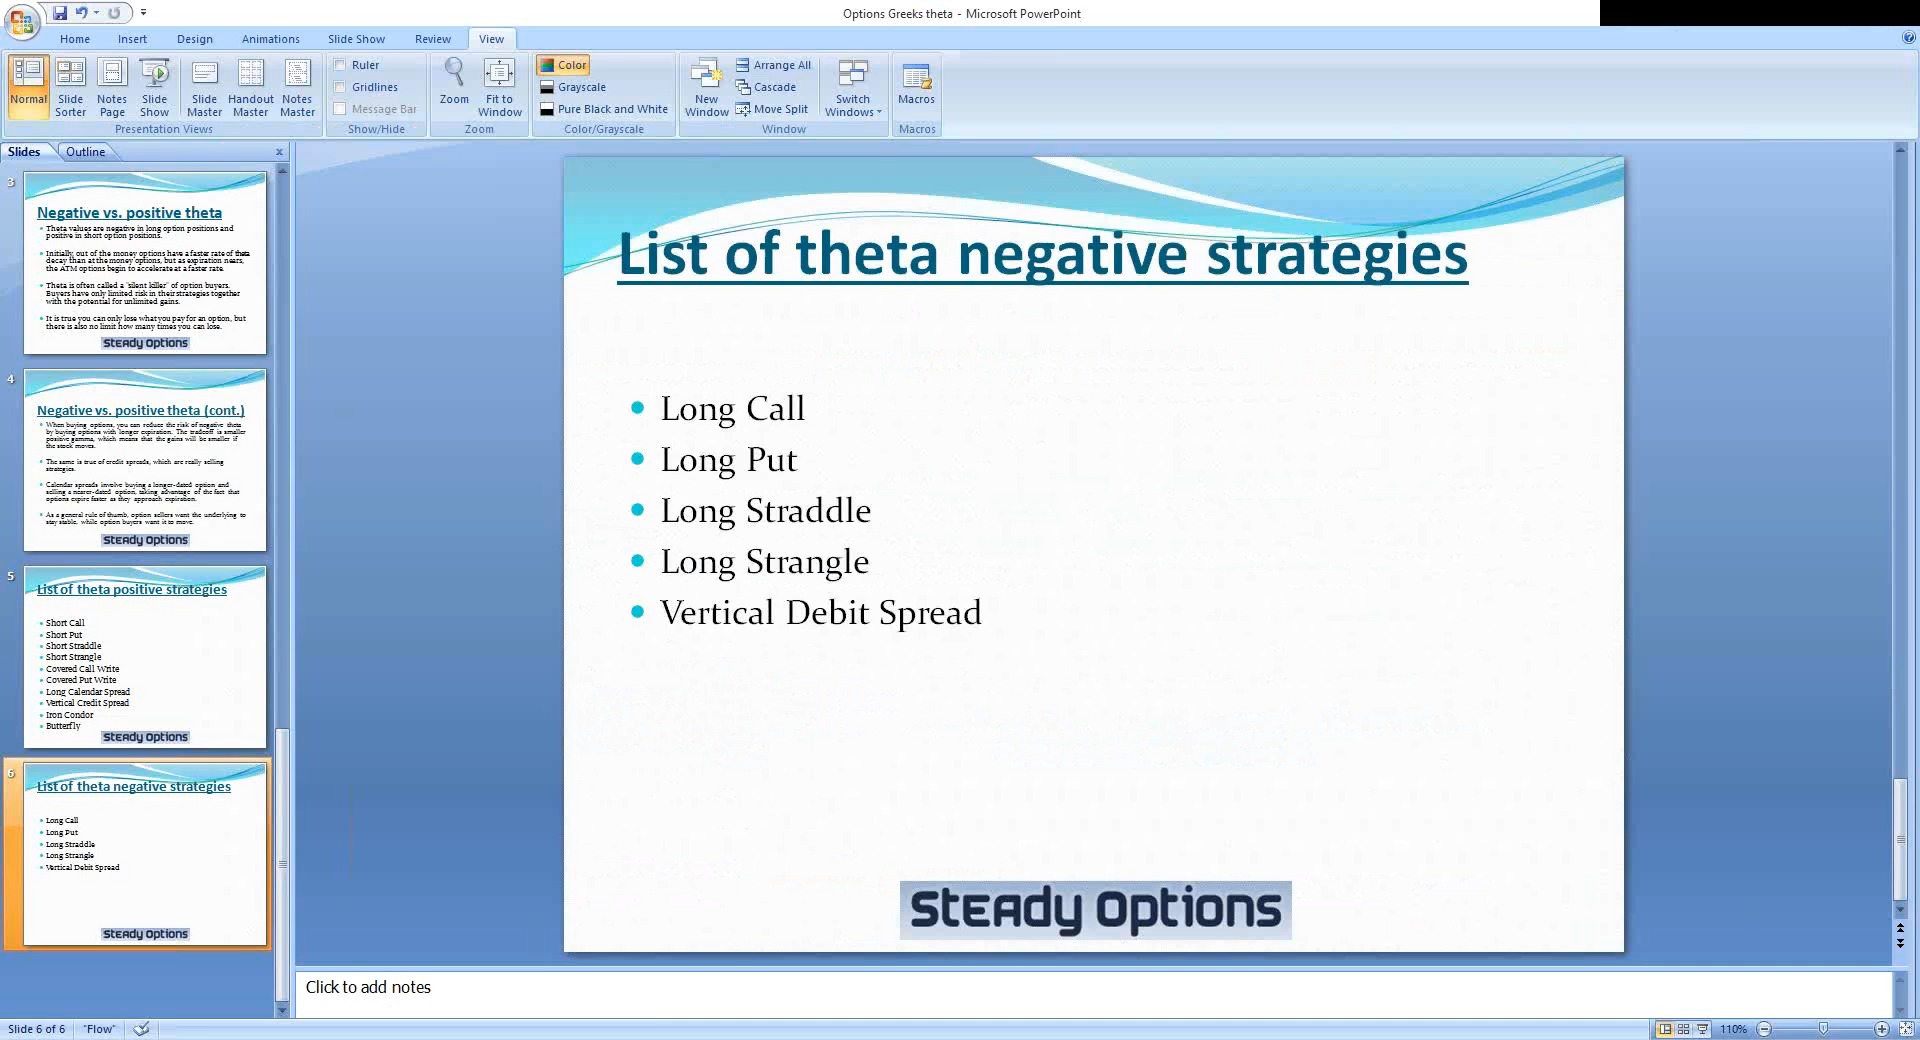 Options Greeks theta - Microsoft PowerPoint
Home Insert Design Animations Slide Show Review View
Normal
Slide Sorter
Notes Page
Slide Show
Slide Master
Handout Master
Notes Master
Presentation Views
Ruler
Gridlines
Message Bar
Show/Hide
Zoom
Fit to Window
Zoom
Color
Grayscale
Pure Black and White
Color/Grayscale
New Window
Arrange All
Cascade
Move Split
Switch Windows
Window
Macros
Macros
Slides Outline x
3
Negative vs. positive theta
• Theta values are negative in long option positions and
positive in short option positions.
• Initially, out of the money options have a faster rate of theta
decay than at the money options, but as expiration nears,
the ATM options begin to accelerate at a faster rate.
• Theta is often called a "silent killer" of option buyers.
Buyers have only limited risk in their strategies together
with the potential for unlimited gains.
• It is true you can only lose what you pay for an option, but
there is also no limit how many times you can lose.
Steady Options
4
Negative vs. positive theta (cont.)
• When buying options, you can reduce the risk of negative theta
by buying options with longer expiration. The tradeoff is smaller
positive gamma, which means that the gains will be smaller if
the stock moves.
• The same is true of credit spreads, which are really selling
strategies.
• Calendar spreads involve buying a longer-dated option and
selling a nearer-dated option, taking advantage of the fact that
options expire faster as they approach expiration.
• As a general rule of thumb, option sellers want the underlying to
stay stable, while option buyers want it to move.
Steady Options
5
List of theta positive strategies
• Short Call
• Short Put
• Short Straddle
• Short Strangle
• Covered Call Write
• Covered Put Write
• Long Calendar Spread
• Vertical Credit Spread
• Iron Condor
• Butterfly
Steady Options
6
List of theta negative strategies
• Long Call
• Long Put
• Long Straddle
• Long Strangle
• Vertical Debit Spread
Steady Options
List of theta negative strategies
• Long Call
• Long Put
• Long Straddle
• Long Strangle
• Vertical Debit Spread
Steady Options
Click to add notes
Slide 6 of 6 "Flow" 110%